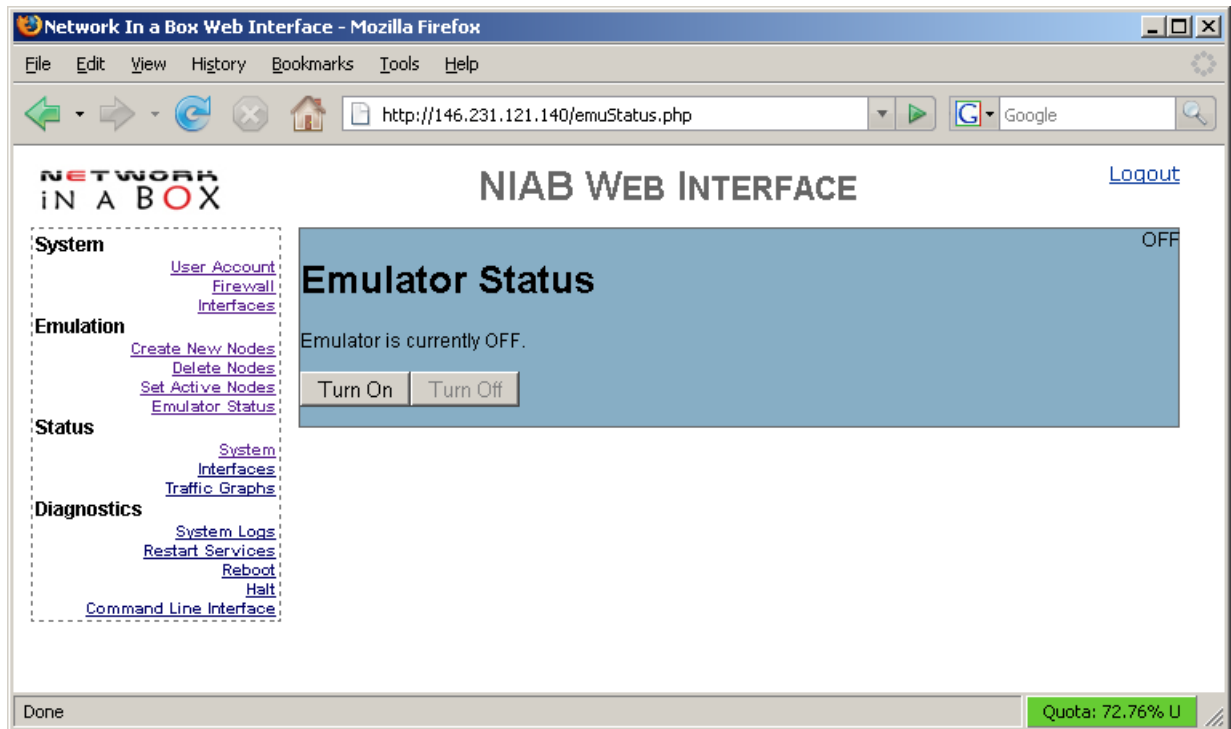 Network In a Box Web Interface - Mozilla Firefox
File Edit View History Bookmarks Tools Help
http://146.231.121.140/emuStatus.php
G Google
NETWORK
iN A BOX
NIAB WEB INTERFACE
Logout
System
User Account
Firewall
Interfaces
Emulation
Create New Nodes
Delete Nodes
Set Active Nodes
Emulator Status
Status
System
Interfaces
Traffic Graphs
Diagnostics
System Logs
Restart Services
Reboot
Halt
Command Line Interface
OFF
Emulator Status
Emulator is currently OFF.
Turn On Turn Off
Done
Quota: 72.76% U